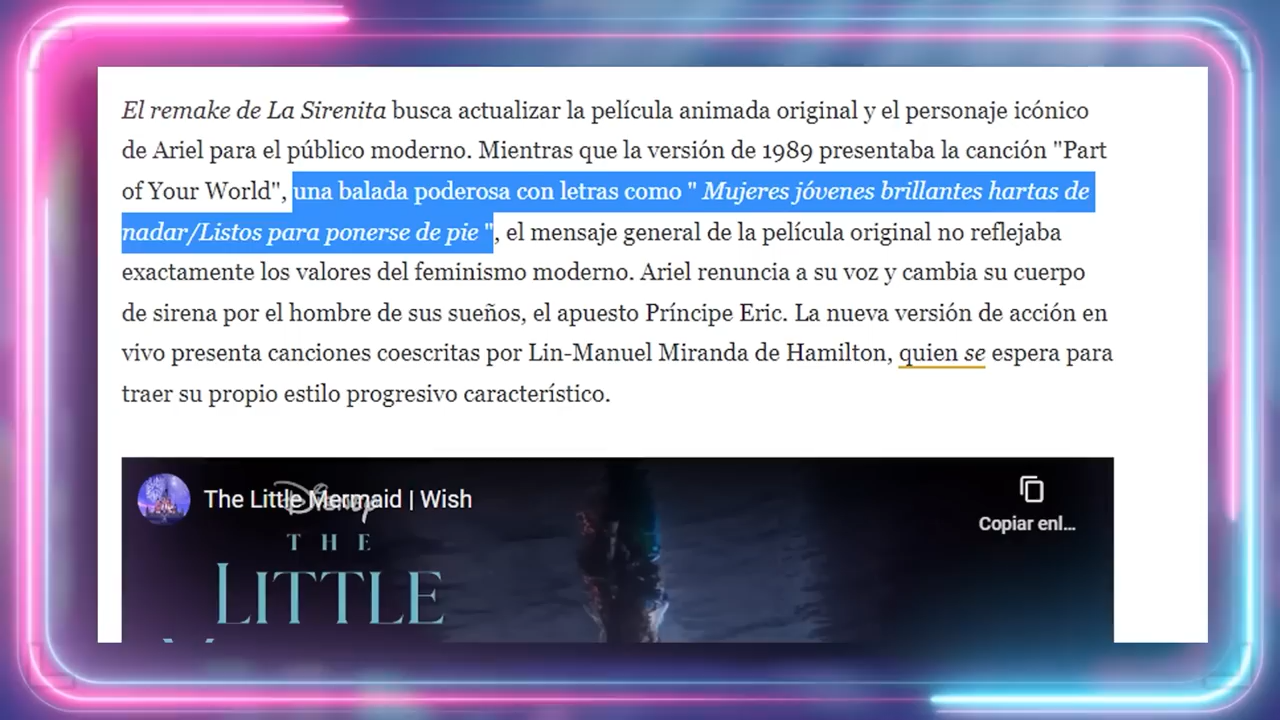 El remake de La Sirenita busca actualizar la película animada original y el personaje icónico
de Ariel para el público moderno. Mientras que la versión de 1989 presentaba la canción "Part
of Your World", una balada poderosa con letras como " Mujeres jóvenes brillantes hartas de
nadar/Listos para ponerse de pie ", el mensaje general de la película original no reflejaba
exactamente los valores del feminismo moderno. Ariel renuncia a su voz y cambia su cuerpo
de sirena por el hombre de sus sueños, el apuesto Príncipe Eric. La nueva versión de acción en
vivo presenta canciones coescritas por Lin-Manuel Miranda de Hamilton, quien se espera para
traer su propio estilo progresivo característico.
The Little Mermaid | Wish
Copiar enl...
Disney
THE
LITTLE